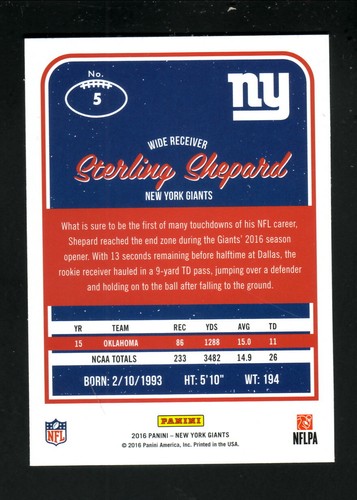 No.
5
ny
WIDE RECEIVER
Sterling Shepard
NEW YORK GIANTS
What is sure to be the first of many touchdowns of his NFL career,
Shepard reached the end zone during the Giants' 2016 season
opener. With 13 seconds remaining before halftime at Dallas, the
rookie receiver hauled in a 9-yard TD pass, jumping over a defender
and holding on to the ball after falling to the ground.
YR TEAM REC YDS AVG TD
15 OKLAHOMA 86 1288 15.0 11
NCAA TOTALS 233 3482 14.9 26
BORN: 2/10/1993 HT: 5'10" WT: 194
NFL
PANINI
NFLPA
2016 PANINI – NEW YORK GIANTS
© 2016 Panini America, Inc. Printed in the USA.